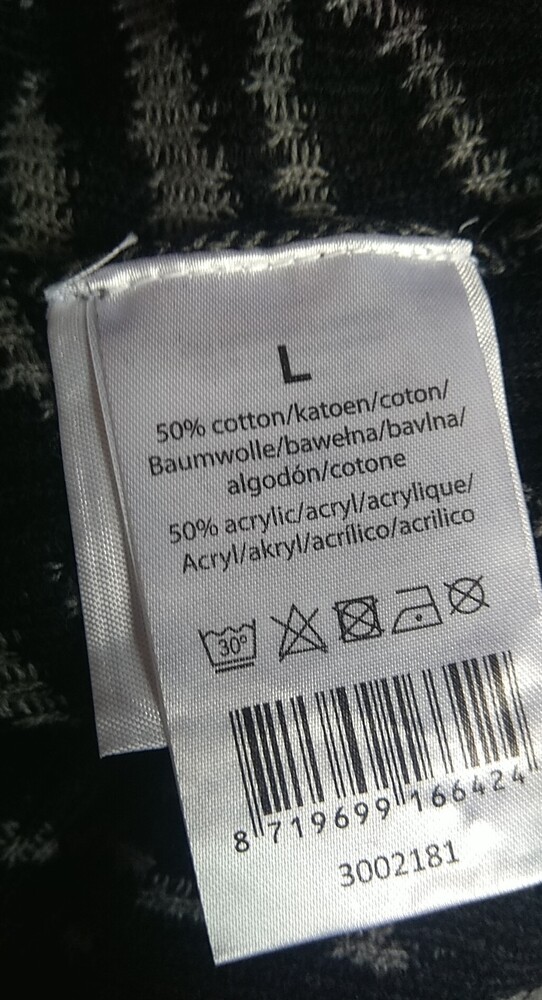 L
50% cotton/katoen/coton/
Baumwolle/bawełna/bavlna/
algodón/cotone
50% acrylic/acryl/acrylique/
Acryl/akryl/acrílico/acrilico
30°
8 719699 166424
3002181